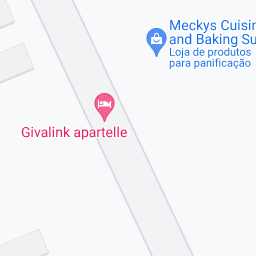 Meckys Cuisin
and Baking Su
Loja de produtos
para panificação
Givalink apartelle